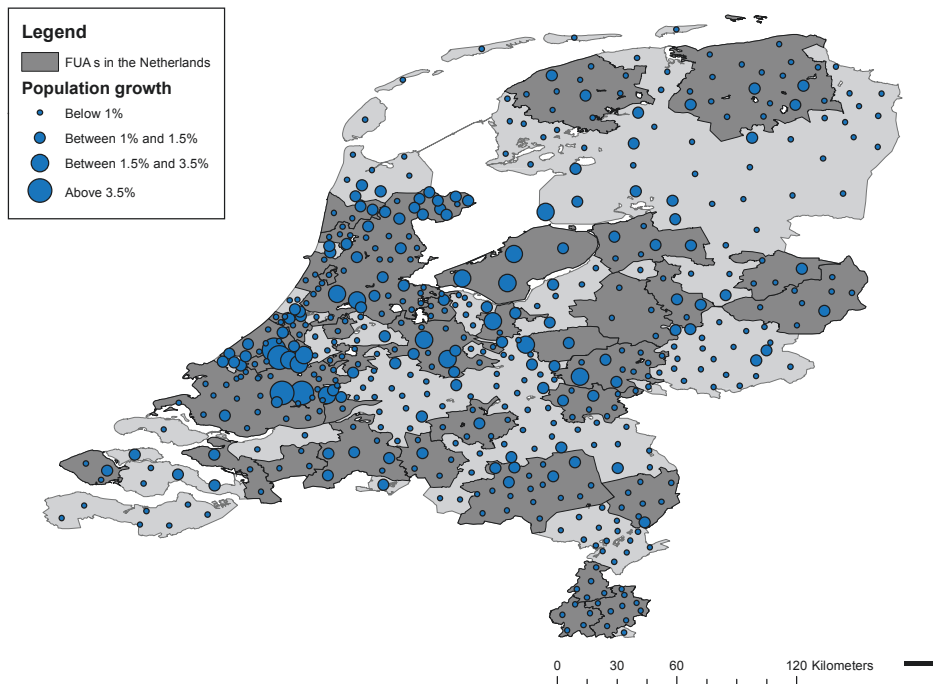 Legend
FUA s in the Netherlands
Population growth
Below 1%
Between 1% and 1.5%
Between 1.5% and 3.5%
Above 3.5%
0 30 60 120 Kilometers